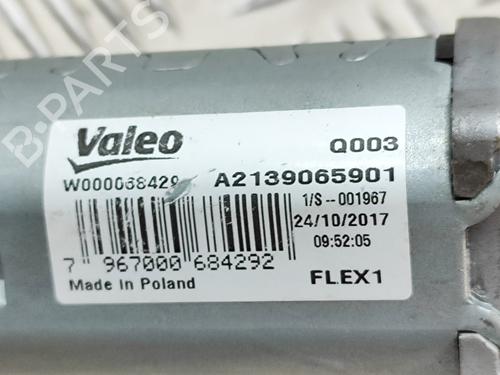 B-PARTS
Valeo
Q003
W000068429
A2139065901
1/S--001967
24/10/2017
09:52:05
7 967000 684292
Made in Poland
FLEX1